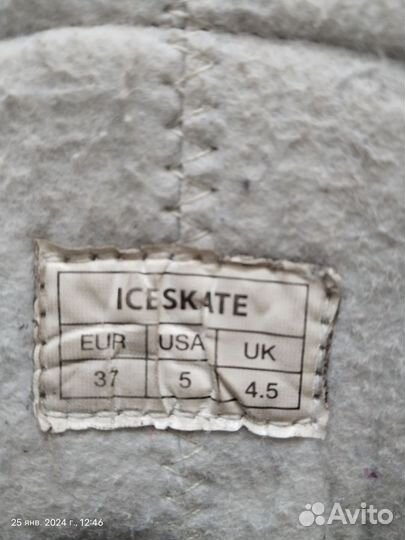 ICESKATE
EUR USA UK
37 5 4.5
25 янв. 2024 г., 12:46
Avito